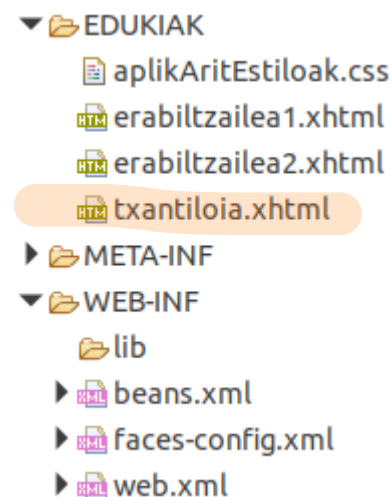 EDUKIAK
aplikAritEstiloak.css
erabiltzailea1.xhtml
erabiltzailea2.xhtml
txantiloia.xhtml
META-INF
WEB-INF
lib
beans.xml
faces-config.xml
web.xml